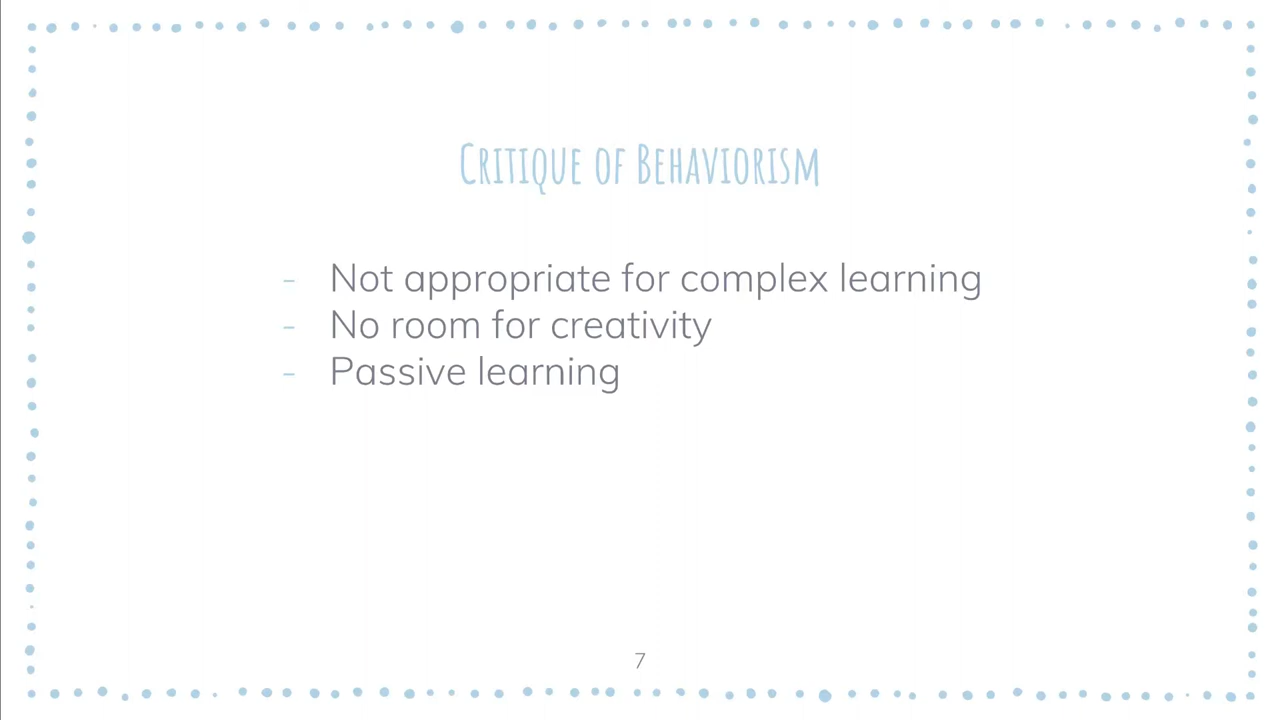 Critique of Behaviorism
- Not appropriate for complex learning
- No room for creativity
- Passive learning
7